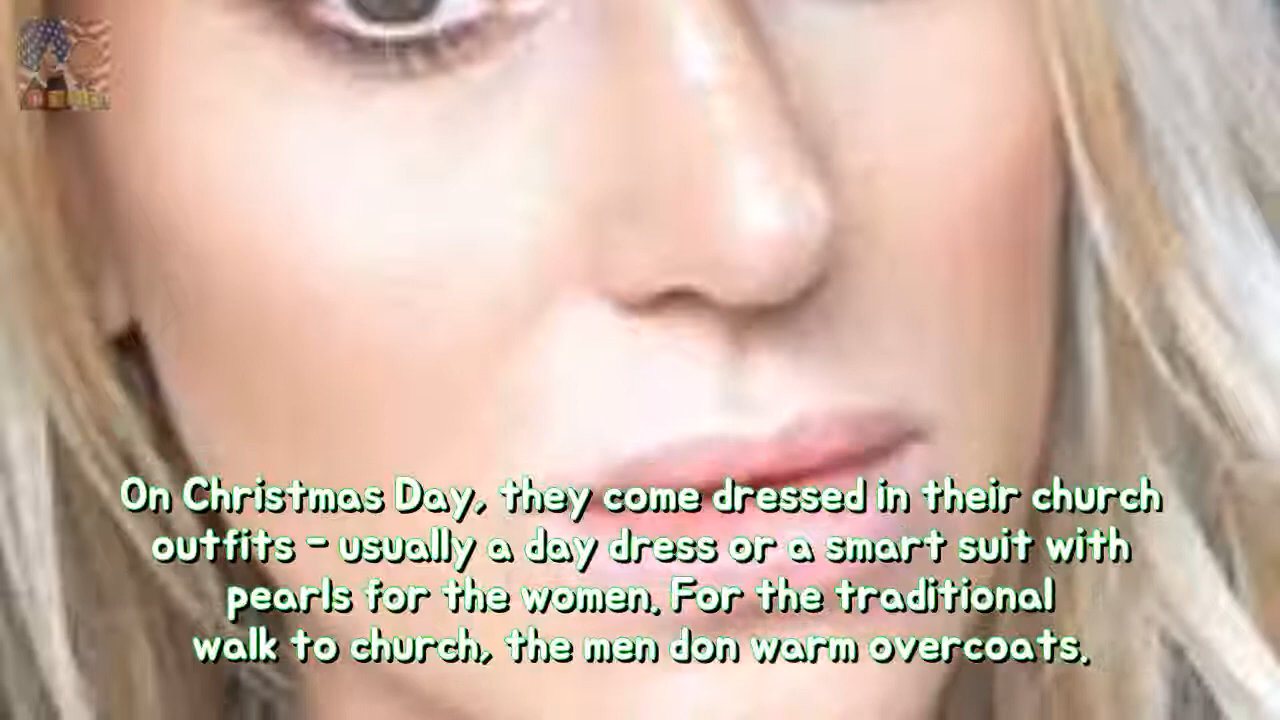 On Christmas Day, they come dressed in their church
outfits - usually a day dress or a smart suit with
pearls for the women. For the traditional
walk to church, the men don warm overcoats.